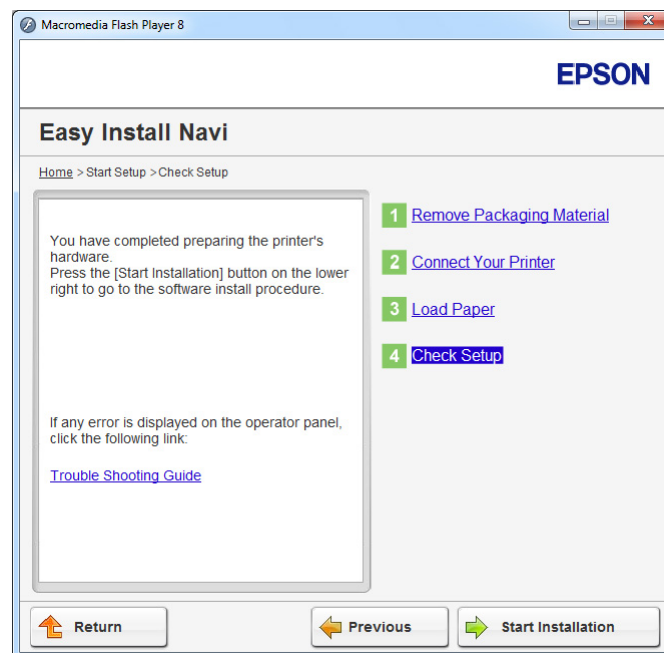 Macromedia Flash Player 8
EPSON
Easy Install Navi
Home > Start Setup >Check Setup
You have completed preparing the printer's
hardware.
Press the [Start Installation] button on the lower
right to go to the software install procedure.
If any error is displayed on the operator panel,
click the following link:
Trouble Shooting Guide
1 Remove Packaging Material
2 Connect Your Printer
3 Load Paper
4 Check Setup
Return
Previous
Start Installation